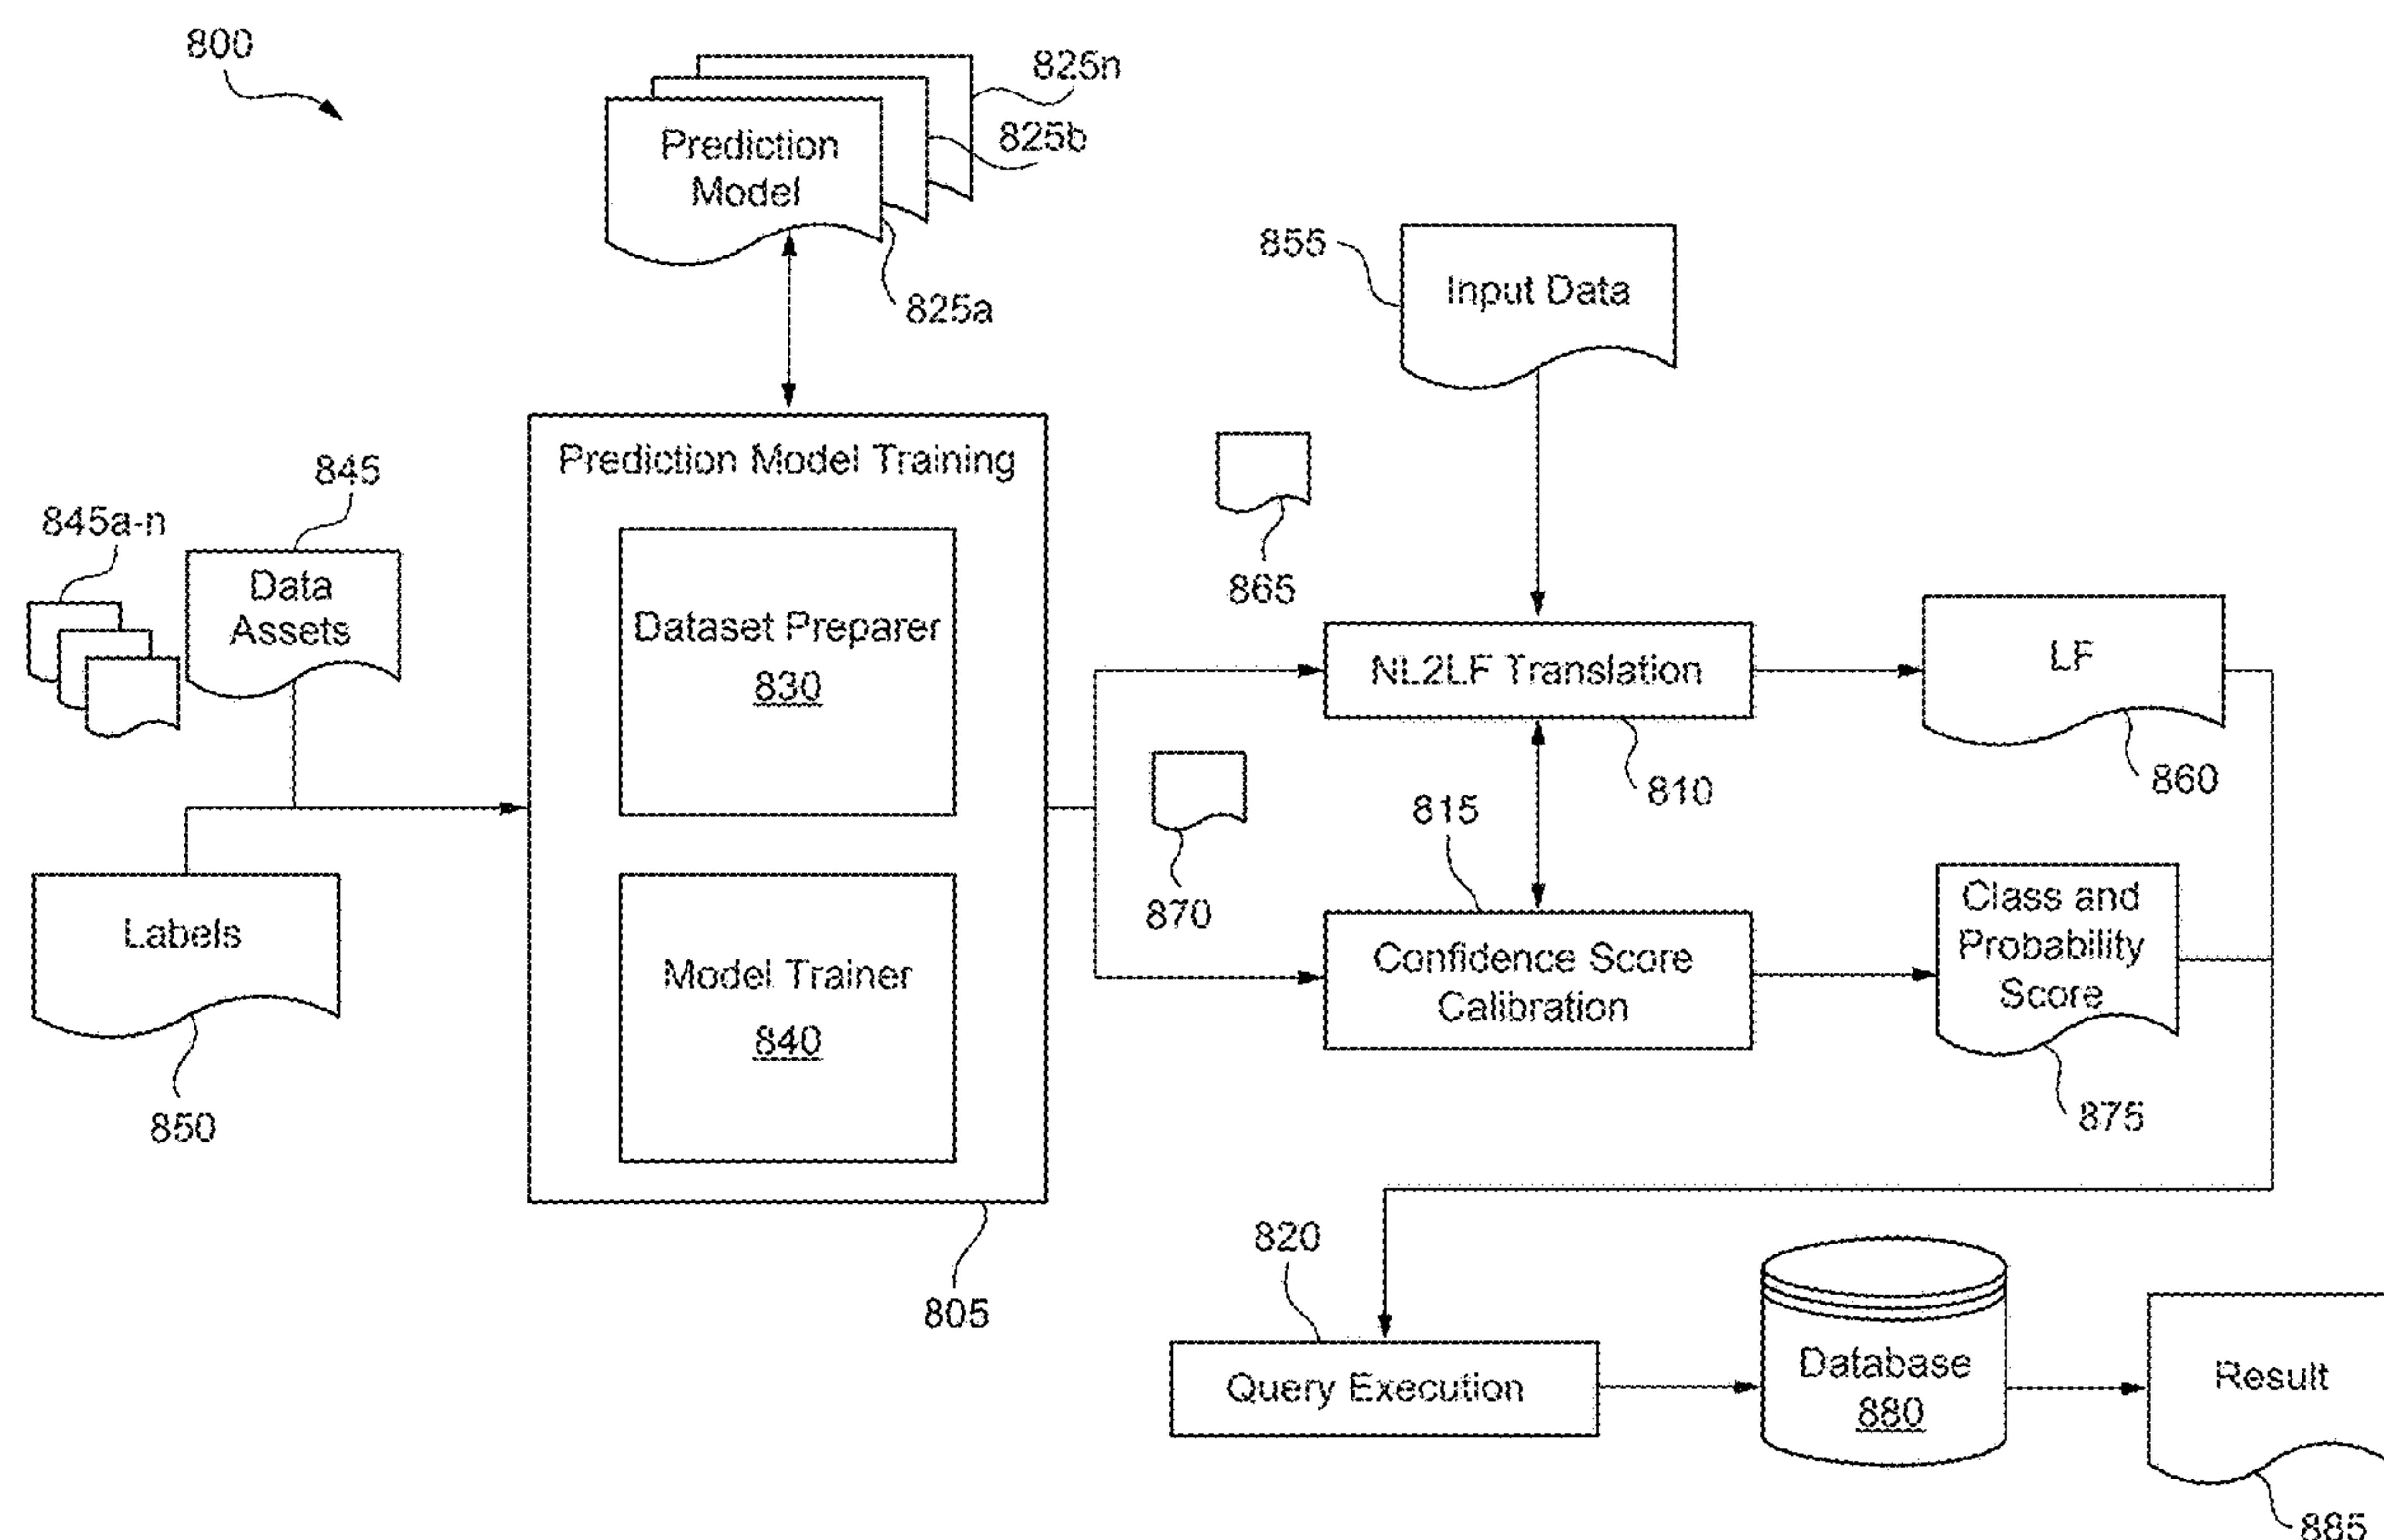 800
Prediction
Model
825n
825b
825a
855
Input Data
845
845a-n
Data
Assets
Labels
850
Prediction Model Training
Dataset Preparer
830
Model Trainer
840
805
865
NL2LF Translation
810
LF
860
870
815
Confidence Score
Calibration
Class and
Probability
Score
875
820
Query Execution
Database
880
Result
885